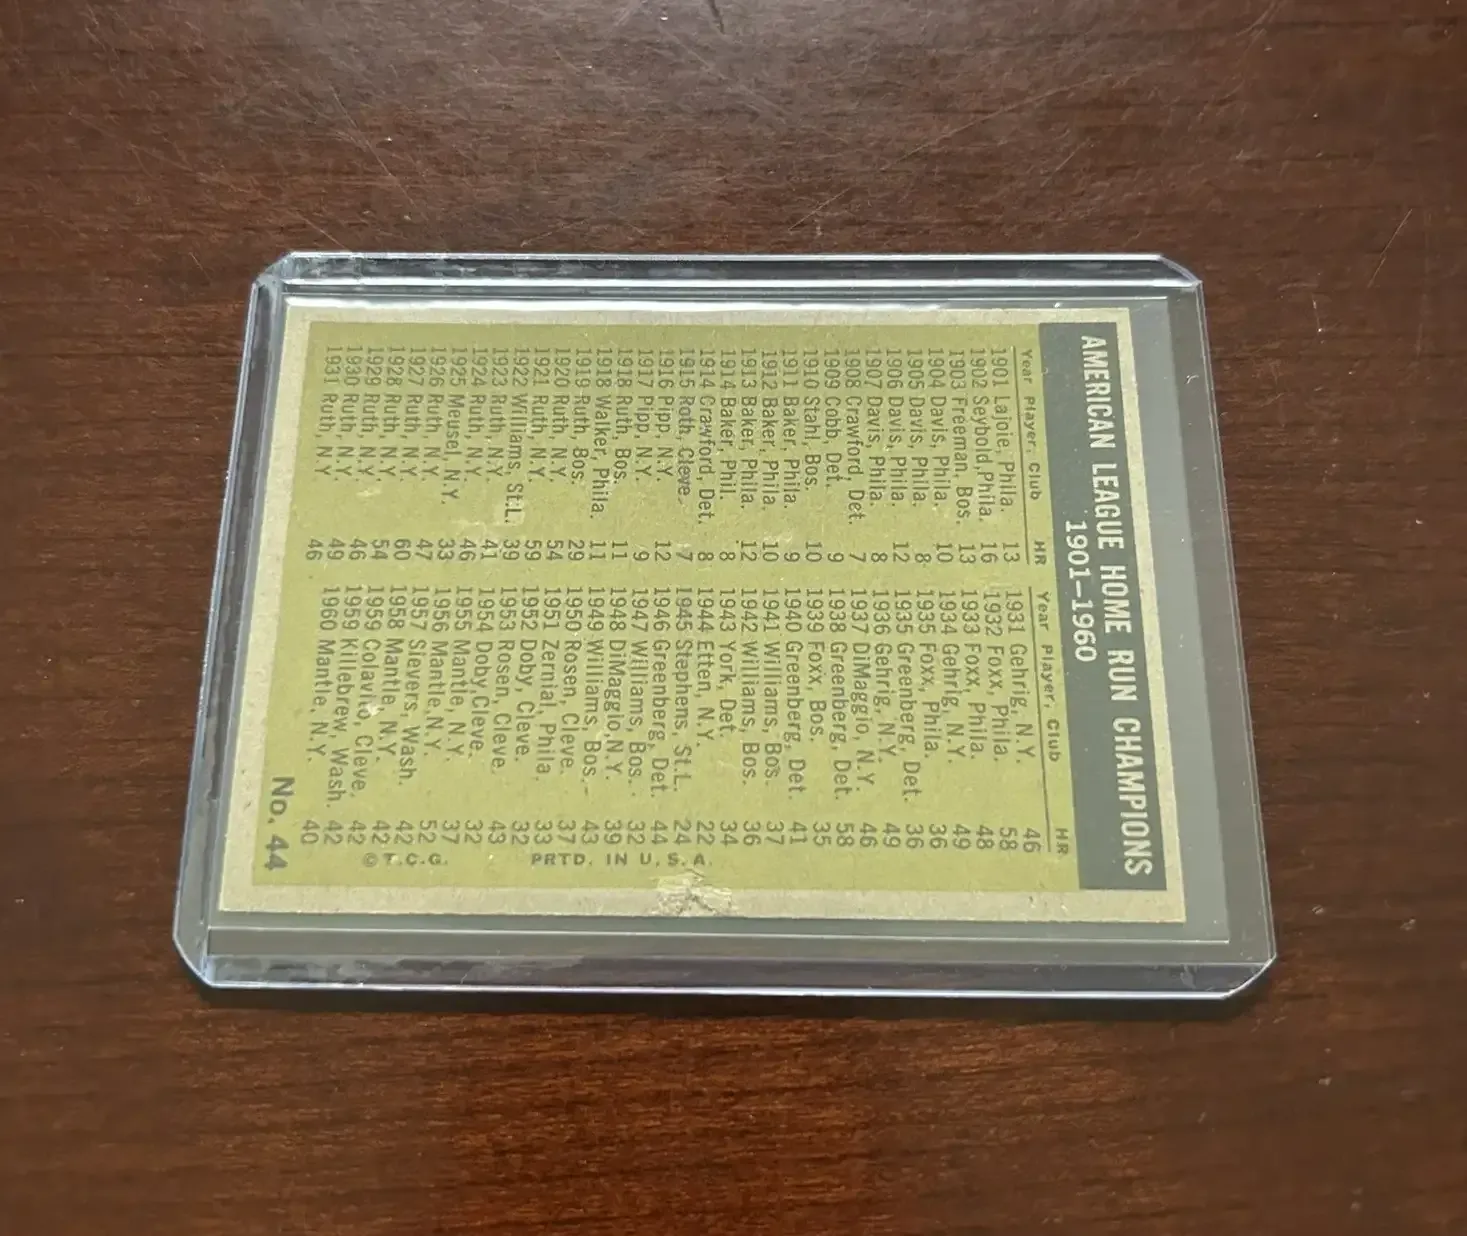 AMERICAN LEAGUE HOME RUN CHAMPIONS
1901-1960
Year Player, Club HR
1901 Lajoie, Phila. 13
1902 Seybold,Phila. 16
1903 Freeman, Bos. 13
1904 Davis, Phila. 10
1905 Davis, Phila. 8
1906 Davis, Phila. 12
1907 Davis, Phila. 8
1908 Crawford, Det. 7
1909 Cobb, Det. 9
1910 Stahl, Bos. 10
1911 Baker, Phila. 9
1912 Baker, Phila. 10
1913 Baker, Phila. 12
1914 Baker, Phil. 8
1914 Crawford, Det. 8
1915 Roth, Cleve. 7
1916 Pipp, N.Y. 12
1917 Pipp, N.Y. 9
1918 Ruth, Bos. 11
1918 Walker, Phila. 11
1919 Ruth, Bos. 29
1920 Ruth, N.Y. 54
1921 Ruth, N.Y. 59
1922 Williams, St.L. 39
1923 Ruth, N.Y. 41
1924 Ruth, N.Y. 46
1925 Meusel, N.Y. 33
1926 Ruth, N.Y. 47
1927 Ruth, N.Y. 60
1928 Ruth, N.Y. 54
1929 Ruth, N.Y. 46
1930 Ruth, N.Y. 49
1931 Ruth, N.Y. 46
Year Player, Club HR
1931 Gehrig, N.Y. 46
1932 Foxx, Phila. 58
1933 Foxx, Phila. 48
1934 Gehrig, N.Y. 49
1935 Foxx, Phila. 36
1935 Greenberg, Det. 36
1936 Gehrig, N.Y. 49
1937 DiMaggio, N.Y. 46
1938 Greenberg, Det. 58
1939 Foxx, Bos. 35
1940 Greenberg, Det. 41
1941 Williams, Bos. 37
1942 Williams, Bos. 36
1943 York, Det. 34
1944 Etten, N.Y. 22
1945 Stephens, St.L. 24
1946 Greenberg, Det. 44
1947 Williams, Bos. 32
1948 DiMaggio,N.Y. 39
1949 Williams, Bos. 43
1950 Rosen, Cleve. 37
1951 Zernial, Phila. 33
1952 Doby, Cleve. 32
1953 Rosen, Cleve. 43
1954 Doby,Cleve. 32
1955 Mantle, N.Y. 37
1956 Mantle,N.Y. 52
1957 Sievers, Wash. 42
1958 Mantle, N.Y. 42
1959 Colavito, Cleve. 42
1959 Killebrew, Wash. 42
1960 Mantle, N.Y. 40
© T.C.G. PRTD. IN U.S.A.
No. 44